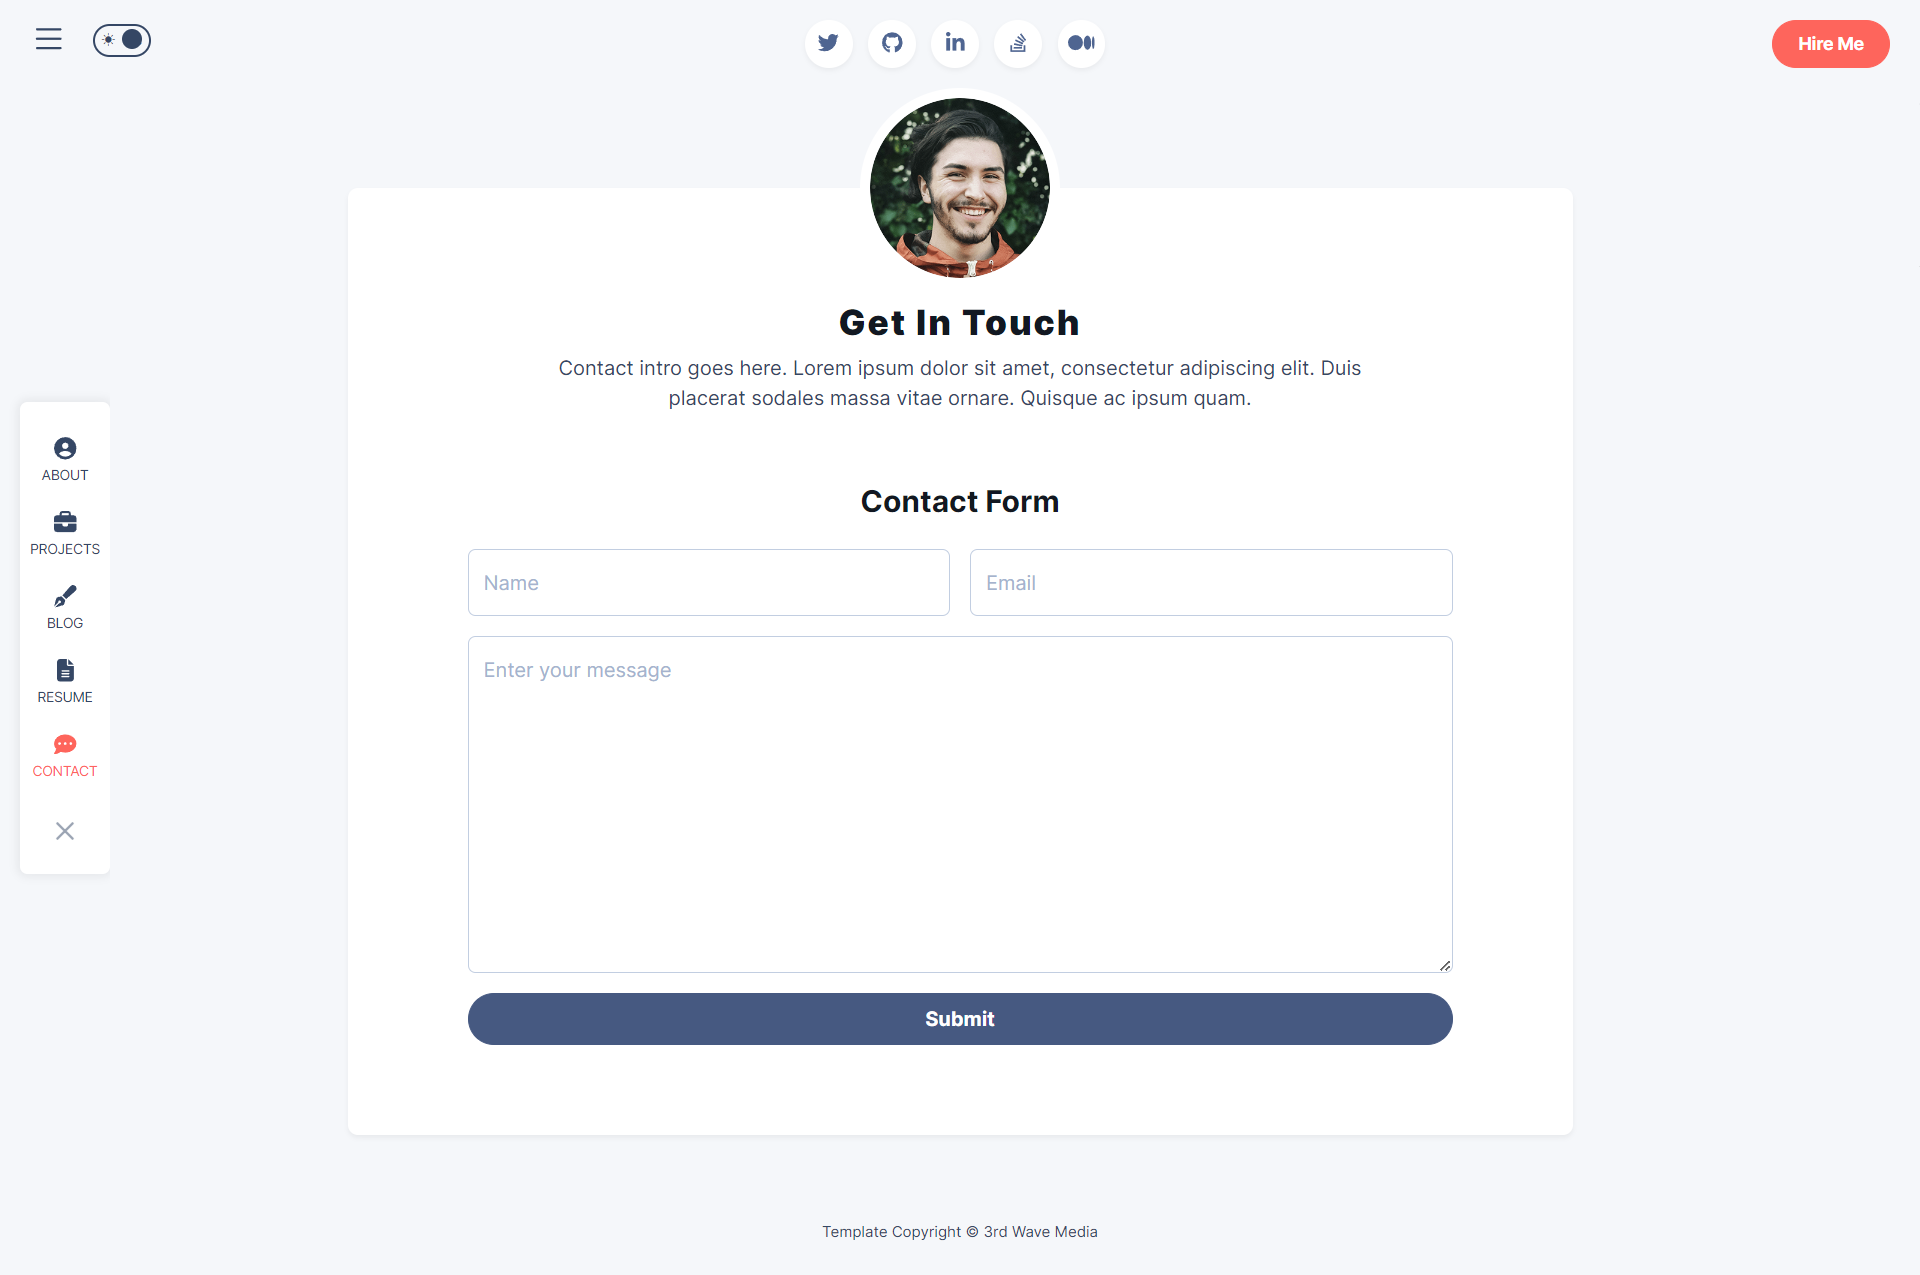 Hire Me
Get In Touch
Contact intro goes here. Lorem ipsum dolor sit amet, consectetur adipiscing elit. Duis
placerat sodales massa vitae ornare. Quisque ac ipsum quam.
ABOUT
PROJECTS
BLOG
RESUME
CONTACT
Contact Form
Name
Email
Enter your message
Submit
Template Copyright © 3rd Wave Media